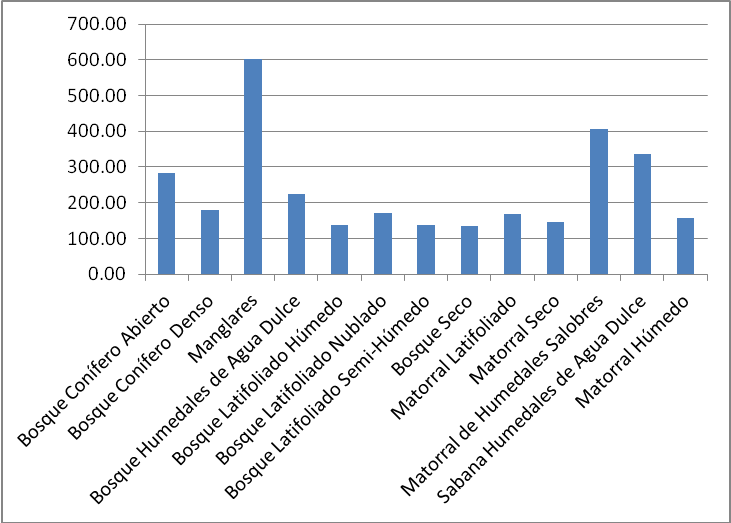 700.00
600.00
500.00
400.00
300.00
200.00
100.00
0.00
Bosque Conífero Abierto
Bosque Conífero Denso
Manglares
Bosque Humedales de Agua Dulce
Bosque Latifoliado Húmedo
Bosque Latifoliado Nublado
Bosque Latifoliado Semi-Húmedo
Bosque Seco
Matorral Latifoliado
Matorral Seco
Matorral de Humedales Salobres
Sabana Humedales de Agua Dulce
Matorral Húmedo